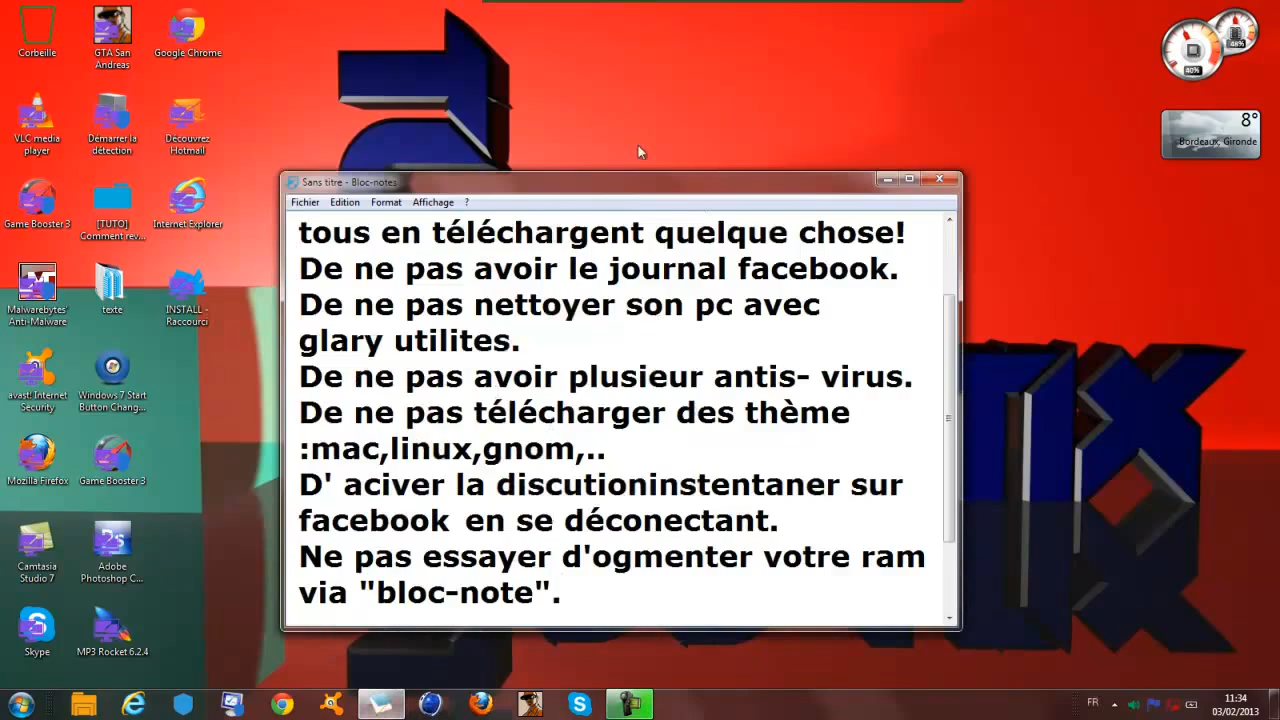 Corbeille
GTA San
Andreas
Google Chrome
VLC media
player
Démarrer la
détection
Découvrez
Hotmail
Game Booster 3
[TUTO]
Comment rev...
Internet Explorer
Malwarebytes'
Anti-Malware
texte
INSTALL -
Raccourci
avast! Internet
Security
Windows 7 Start
Button Chang...
Mozilla Firefox
Game Booster 3
Camtasia
Studio 7
Adobe
Photoshop C...
Skype
MP3 Rocket 6.2.4
48%
40%
8°
Bordeaux, Gironde
Sans titre - Bloc-notes
Fichier Edition Format Affichage ?
tous en téléchargent quelque chose!
De ne pas avoir le journal facebook.
De ne pas nettoyer son pc avec
glary utilites.
De ne pas avoir plusieur antis- virus.
De ne pas télécharger des thème
:mac,linux,gnom,..
D' aciver la discutioninstentaner sur
facebook en se déconectant.
Ne pas essayer d'ogmenter votre ram
via "bloc-note".
FR
11:34
03/02/2013